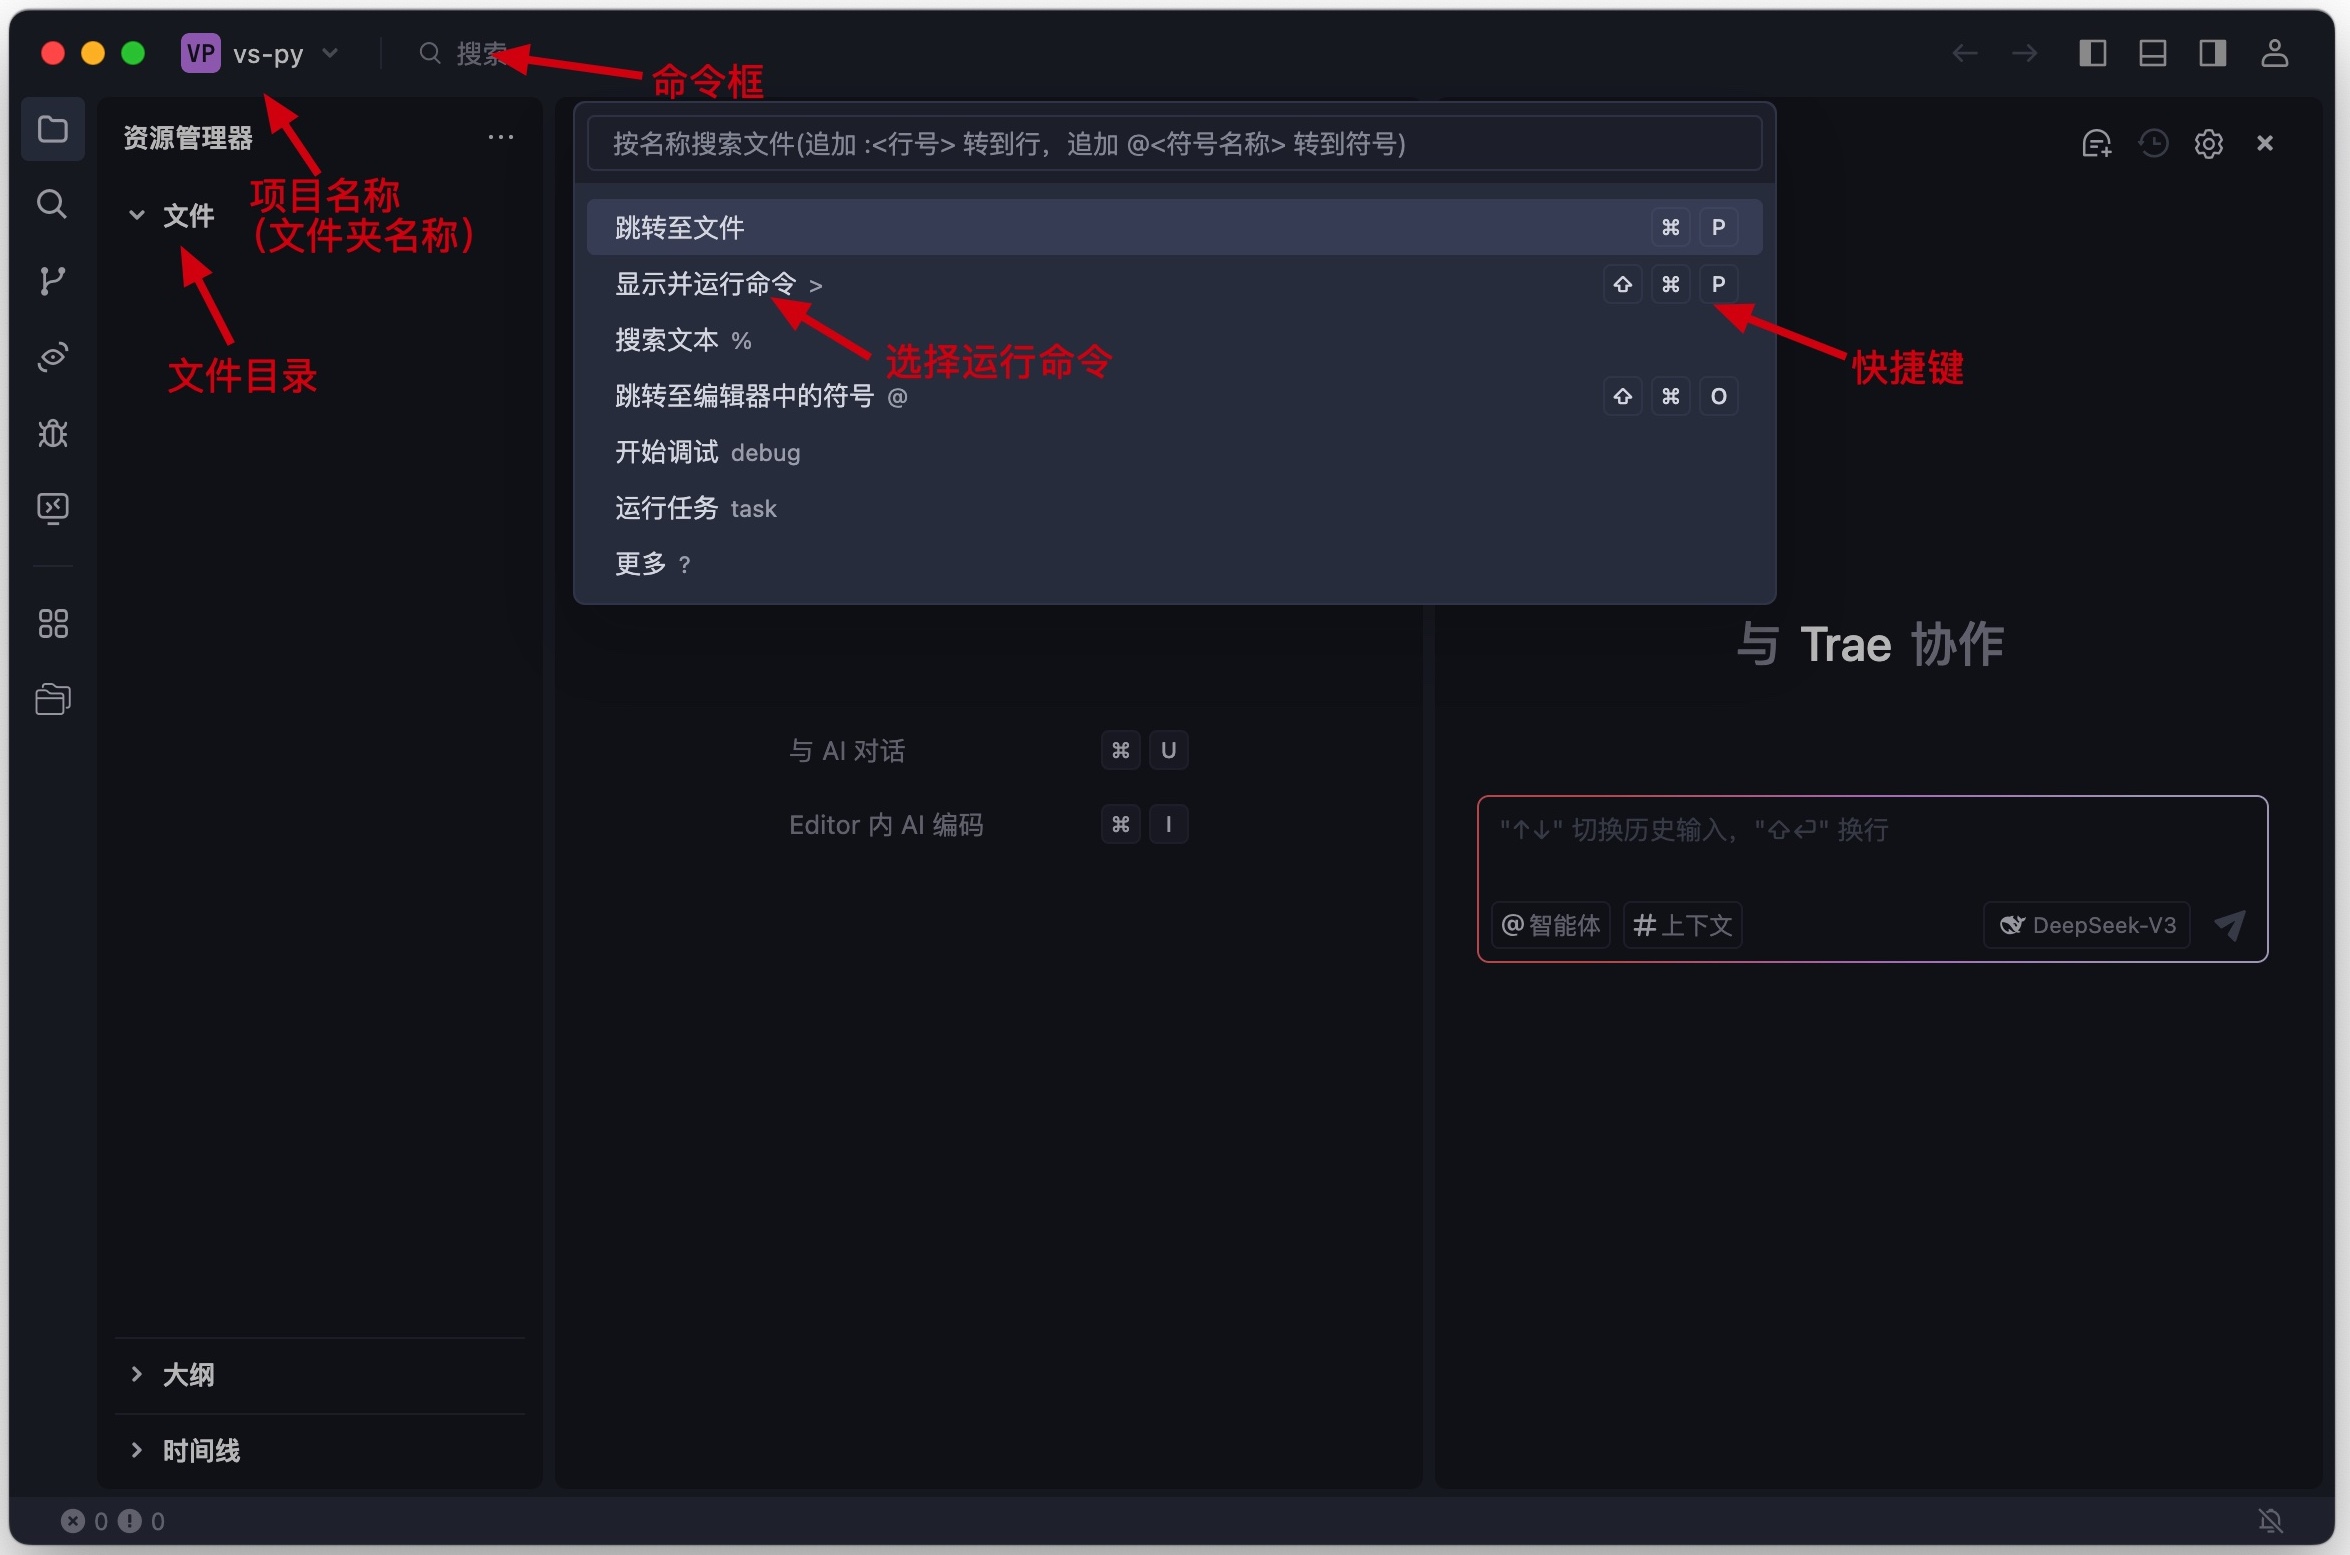 VP vs-py
搜索
命令框
资源管理器
项目名称
（文件夹名称）
文件
文件目录
按名称搜索文件(追加 :<行号> 转到行，追加 @<符号名称> 转到符号)
跳转至文件 ⌘ P
显示并运行命令 > ⇧ ⌘ P
搜索文本 %
选择运行命令
快捷键
跳转至编辑器中的符号 @ ⇧ ⌘ O
开始调试 debug
运行任务 task
更多 ?
与 AI 对话 ⌘ U
Editor 内 AI 编码 ⌘ I
与 Trae 协作
"↑↓" 切换历史输入，"⇧⏎" 换行
@智能体 #上下文 DeepSeek-V3
大纲
时间线
0 0